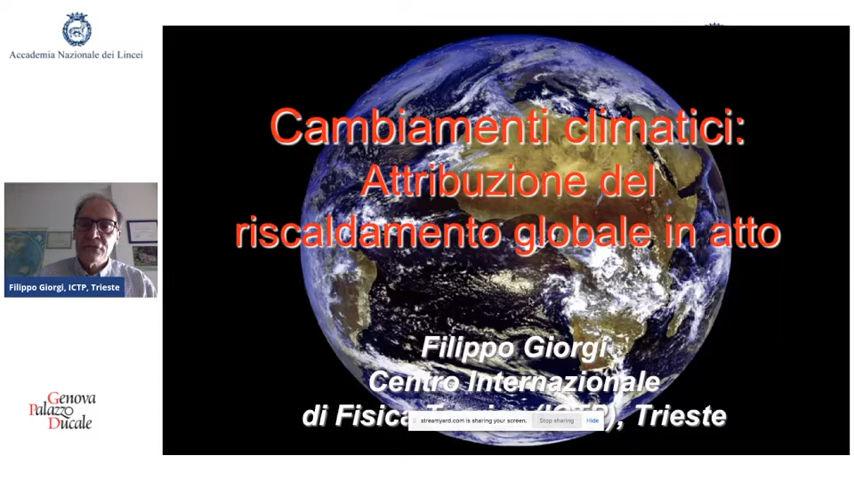 Accademia Nazionale dei Lincei
Cambiamenti climatici:
Attribuzione del
riscaldamento globale in atto
Filippo Giorgi, ICTP, Trieste
Filippo Giorgi
Centro Internazionale
di Fisica Trieste
streamyard.com is sharing your screen. Stop sharing Hide
Genova
Palazzo
Ducale